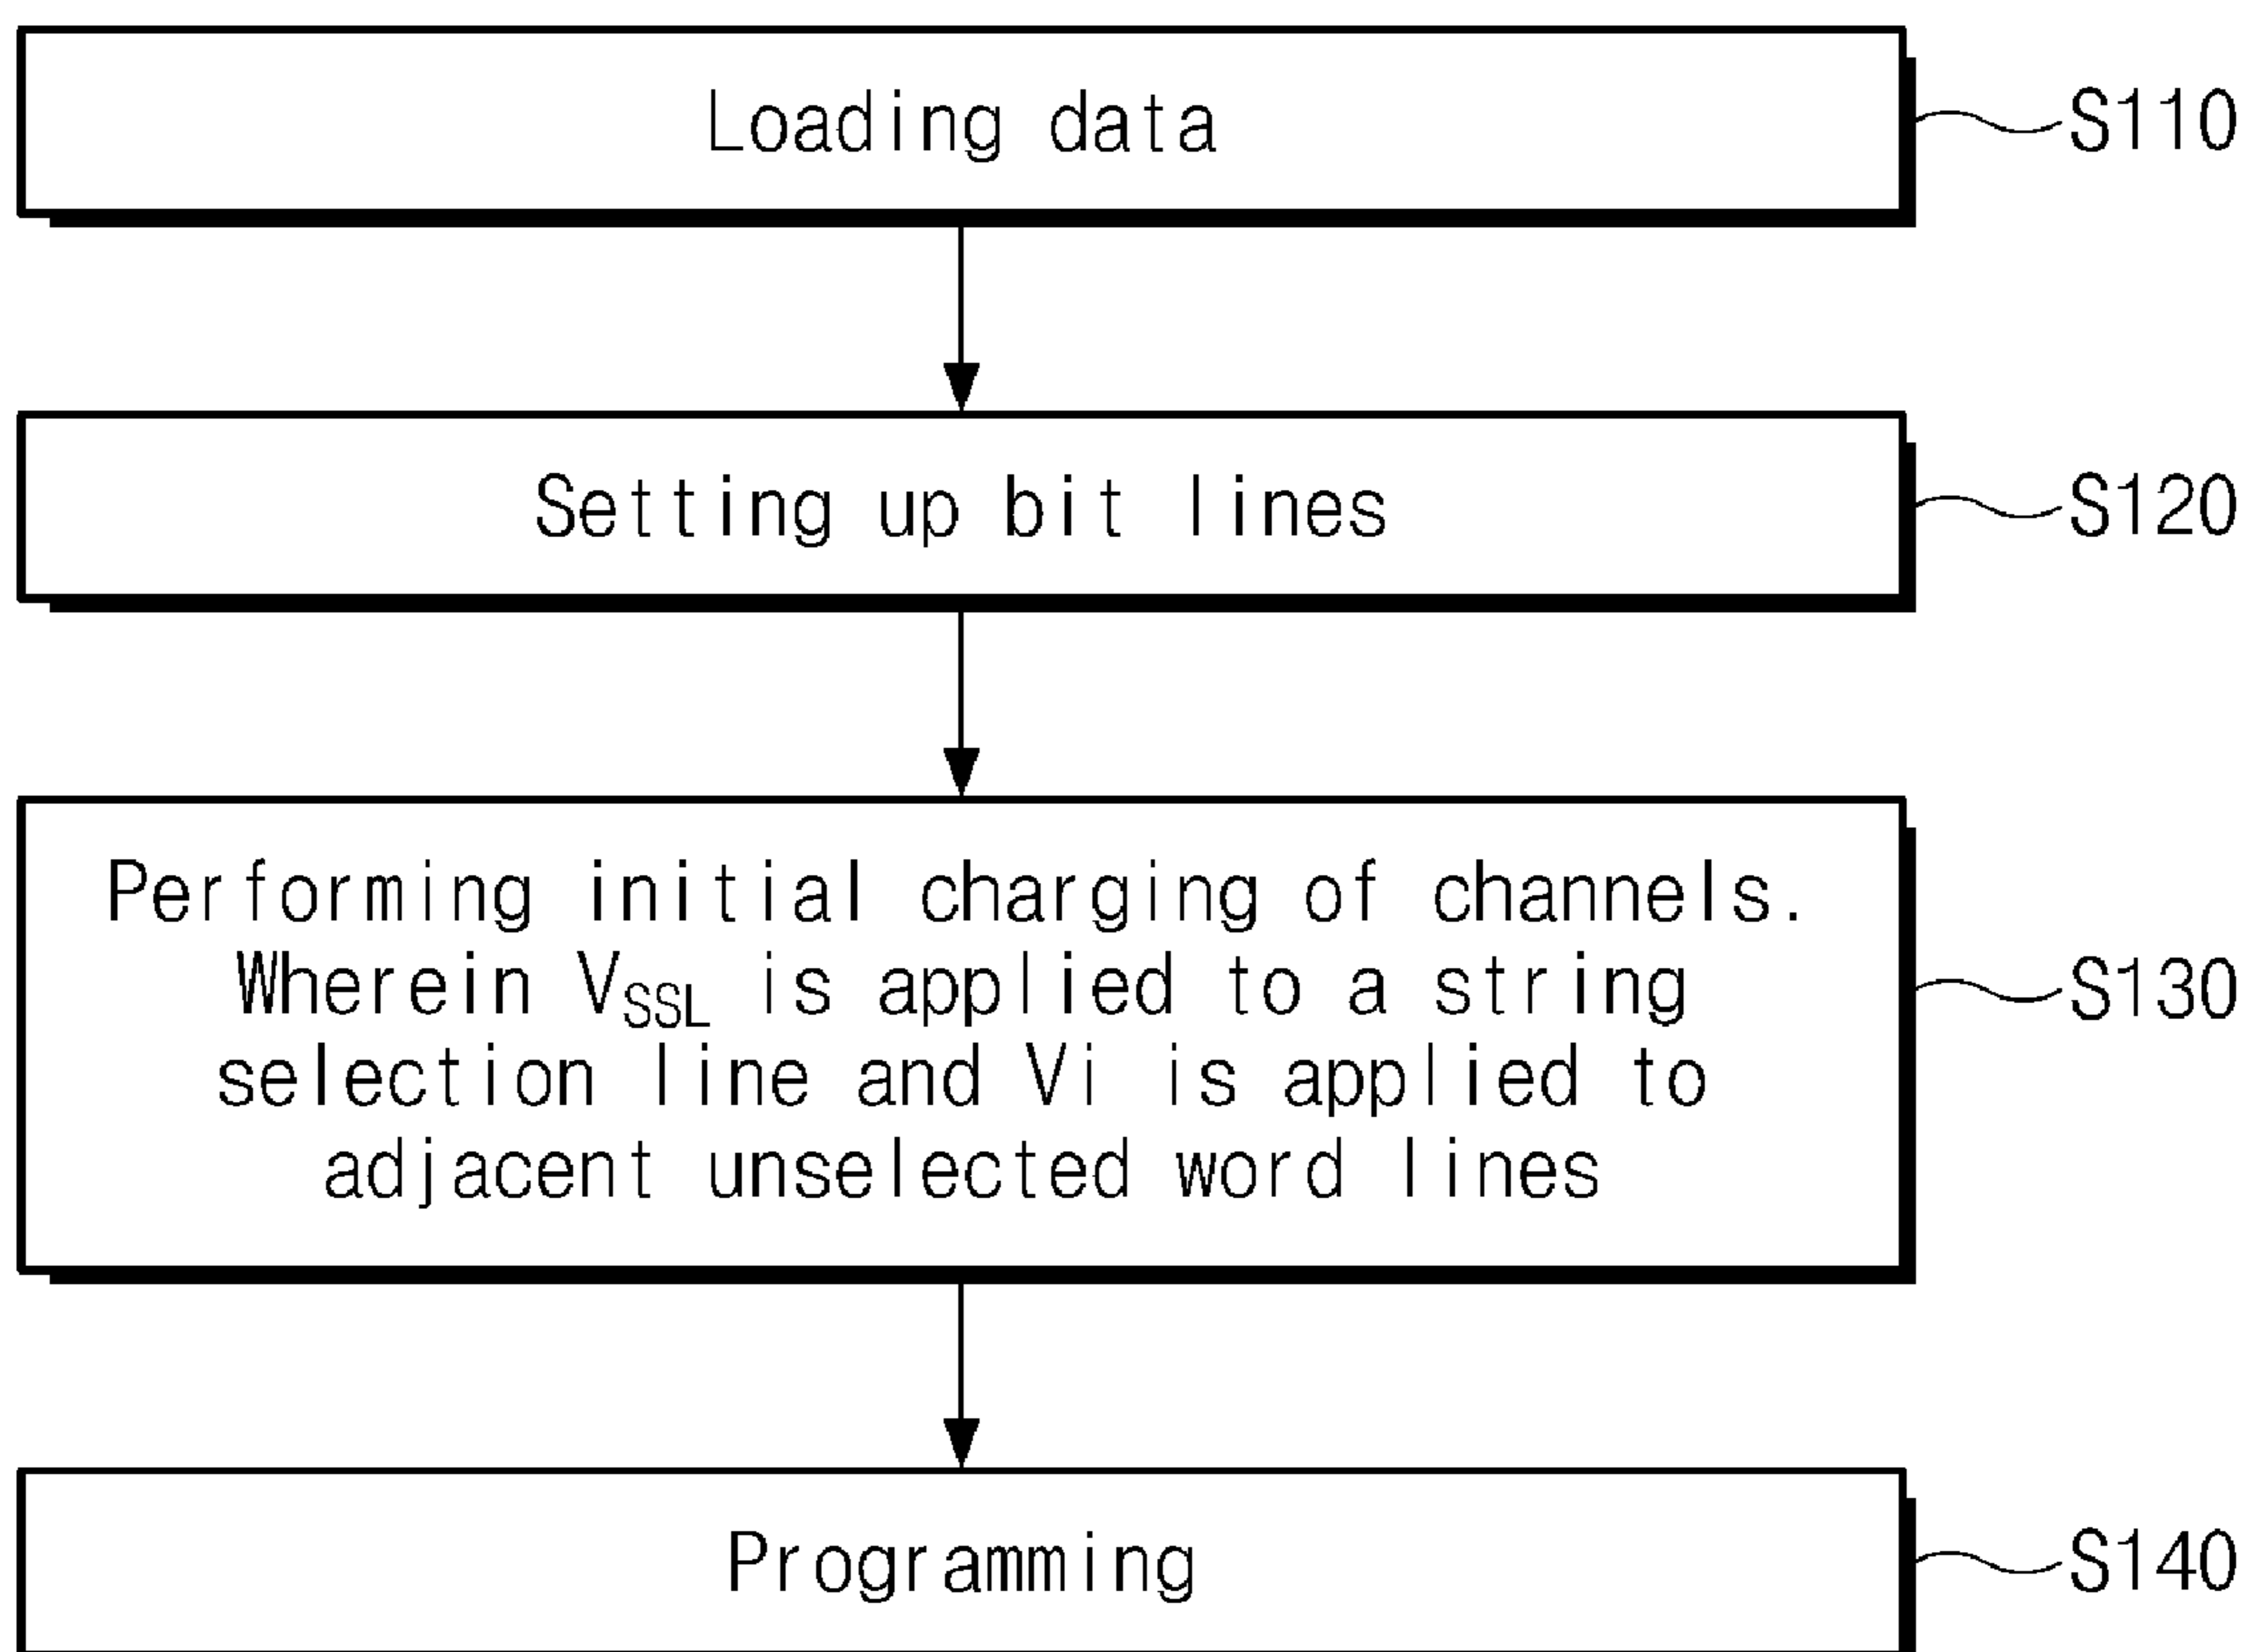 Loading data
S110
Setting up bit lines
S120
Performing initial charging of channels.
Wherein VSSL is applied to a string
selection line and Vi is applied to
adjacent unselected word lines
S130
Programming
S140